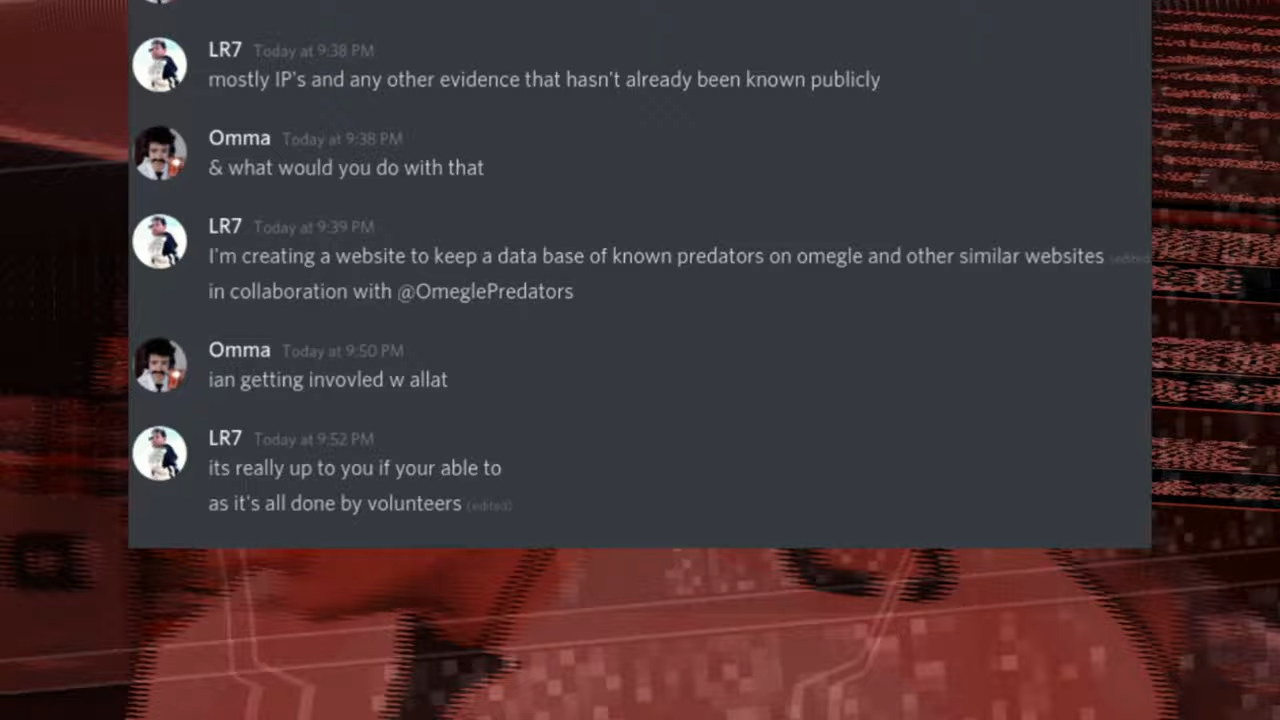 LR7 Today at 9:38 PM
mostly IP's and any other evidence that hasn't already been known publicly
Omma Today at 9:38 PM
& what would you do with that
LR7 Today at 9:39 PM
I'm creating a website to keep a data base of known predators on omegle and other similar websites (edited
in collaboration with @OmeglePredators
Omma Today at 9:50 PM
ian getting invovled w allat
LR7 Today at 9:52 PM
its really up to you if your able to
as it's all done by volunteers (edited)